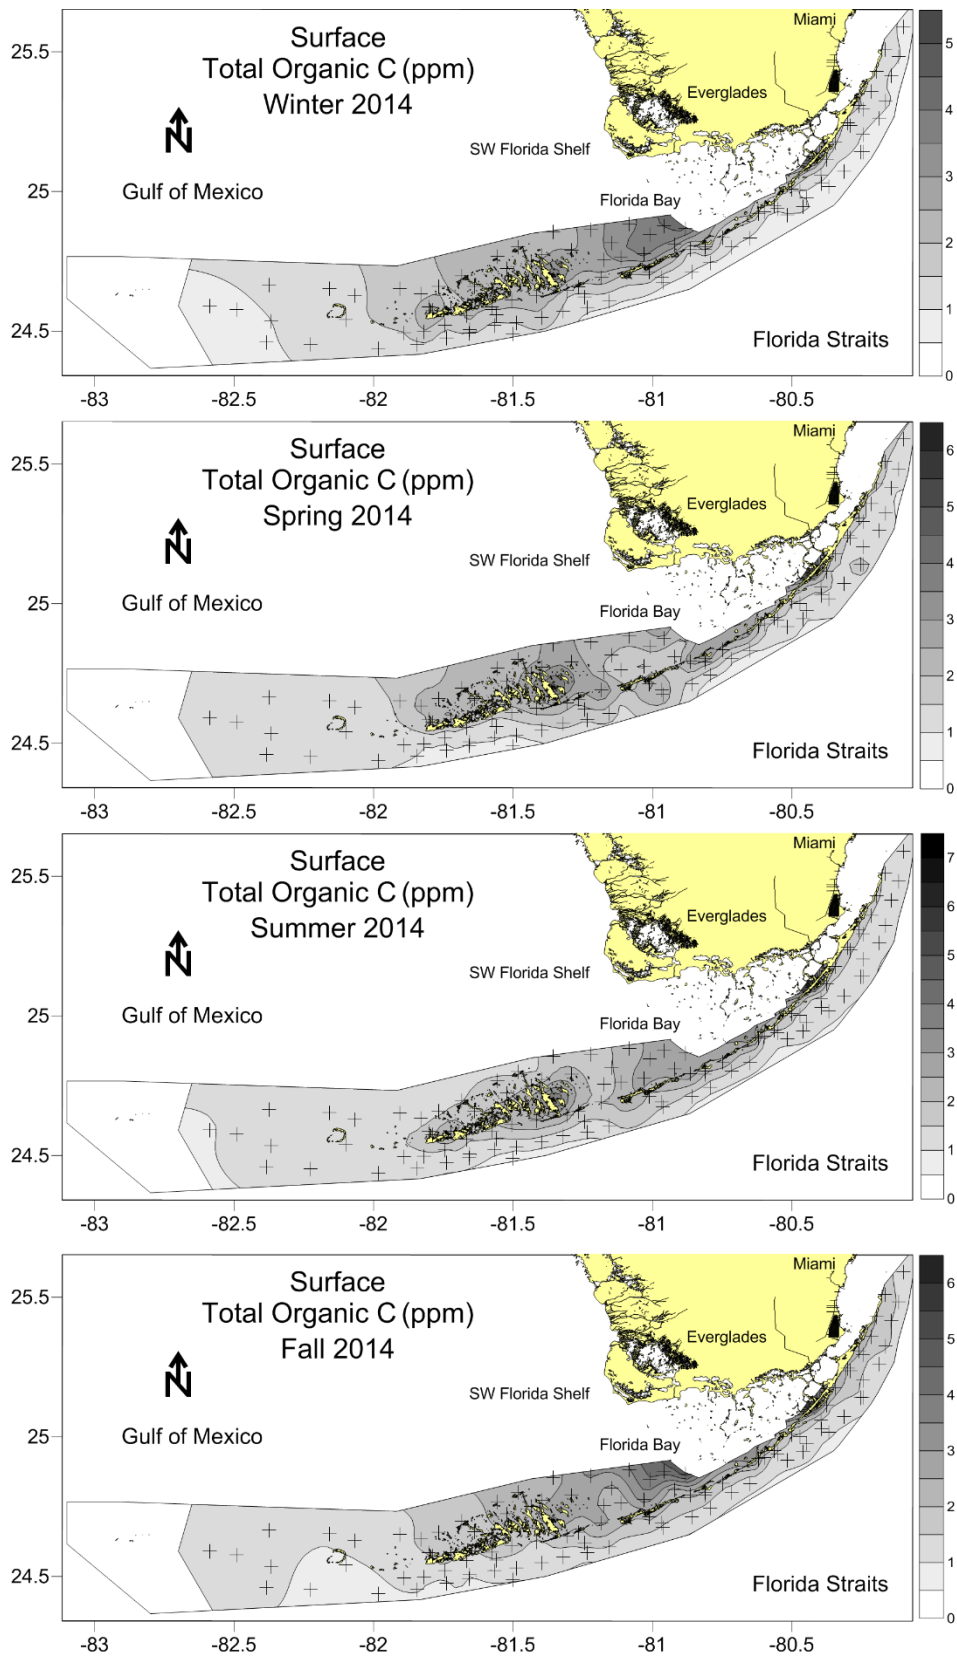 Surface
Total Organic C (ppm)
Winter 2014
N
Gulf of Mexico
Miami
Everglades
SW Florida Shelf
Florida Bay
Florida Straits
25.5
25
24.5
-83
-82.5
-82
-81.5
-81
-80.5
5
4
3
2
1
0
Surface
Total Organic C (ppm)
Spring 2014
N
Gulf of Mexico
Miami
Everglades
SW Florida Shelf
Florida Bay
Florida Straits
25.5
25
24.5
-83
-82.5
-82
-81.5
-81
-80.5
6
5
4
3
2
1
0
Surface
Total Organic C (ppm)
Summer 2014
N
Gulf of Mexico
Miami
Everglades
SW Florida Shelf
Florida Bay
Florida Straits
25.5
25
24.5
-83
-82.5
-82
-81.5
-81
-80.5
7
6
5
4
3
2
1
0
Surface
Total Organic C (ppm)
Fall 2014
N
Gulf of Mexico
Miami
Everglades
SW Florida Shelf
Florida Bay
Florida Straits
25.5
25
24.5
-83
-82.5
-82
-81.5
-81
-80.5
6
5
4
3
2
1
0